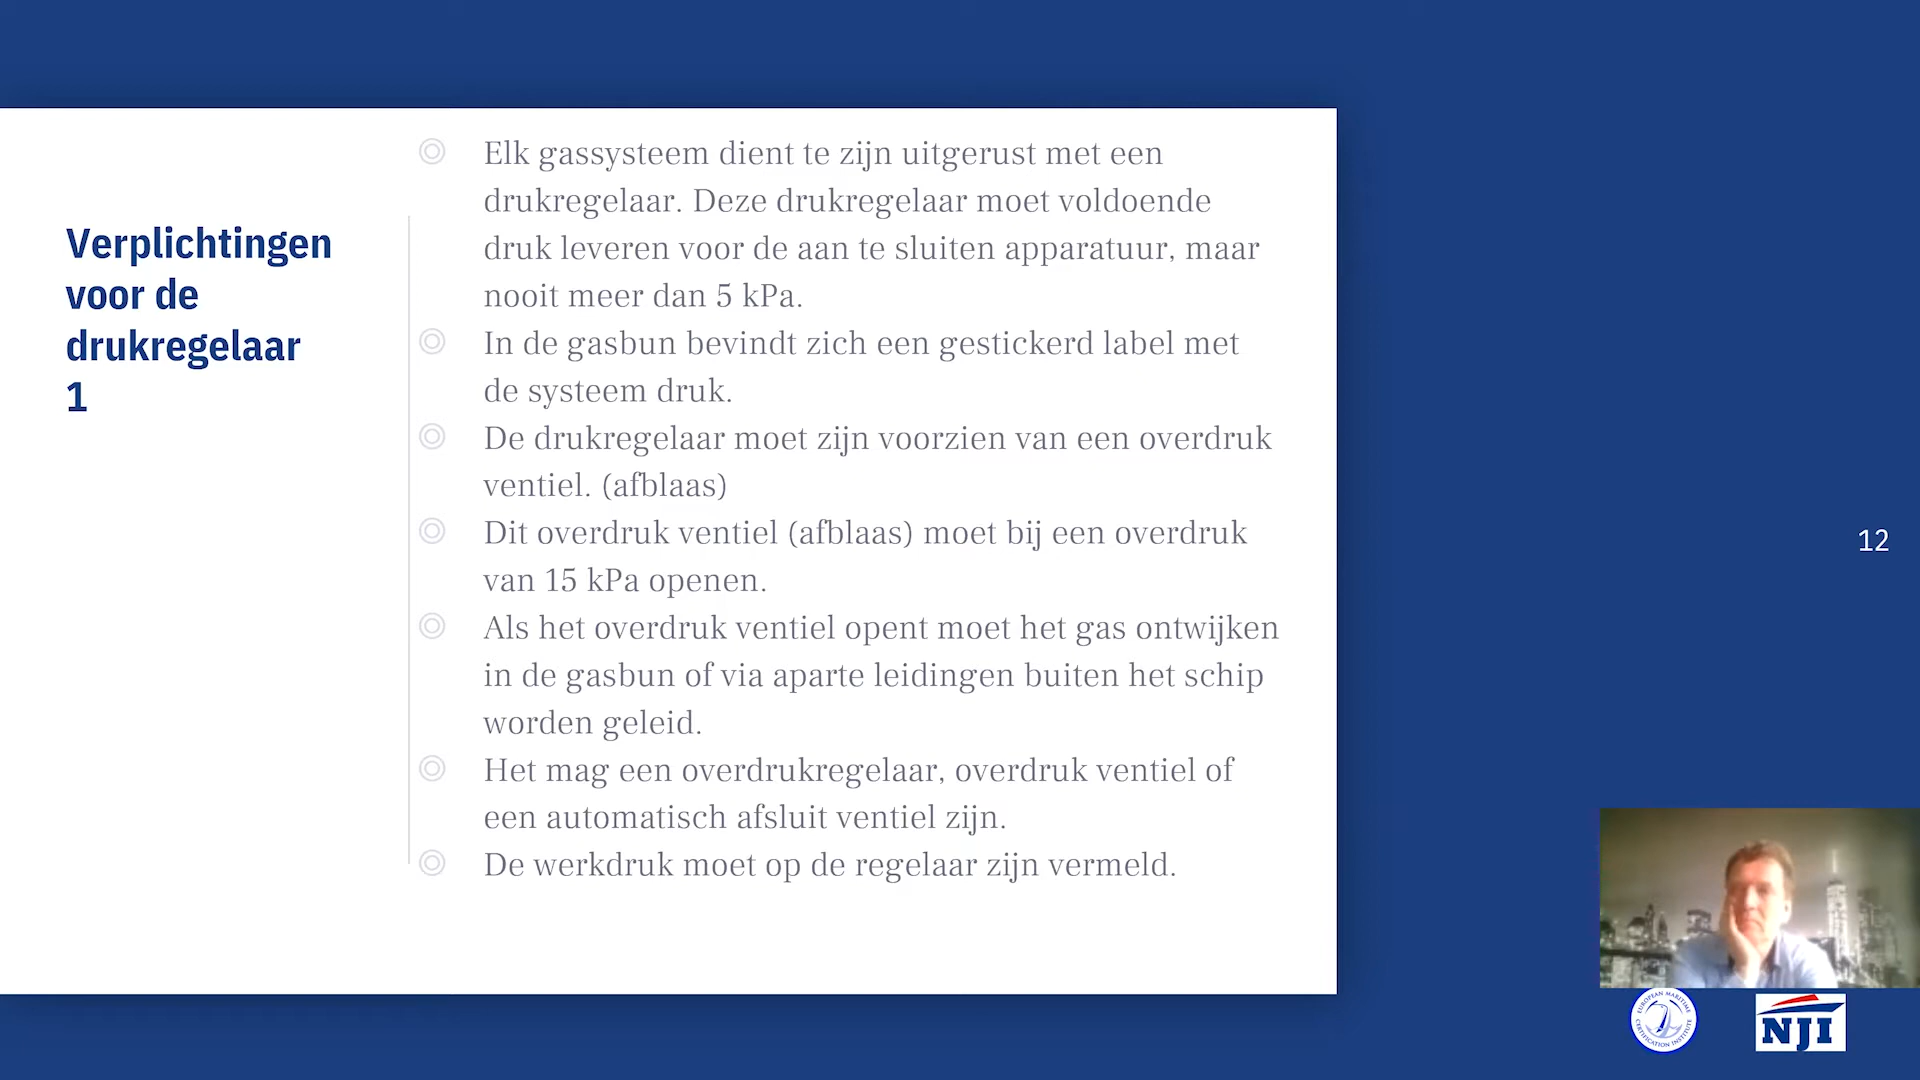 Verplichtingen
voor de
drukregelaar
1
Elk gassysteem dient te zijn uitgerust met een
drukregelaar. Deze drukregelaar moet voldoende
druk leveren voor de aan te sluiten apparatuur, maar
nooit meer dan 5 kPa.
In de gasbun bevindt zich een gestickerd label met
de systeem druk.
De drukregelaar moet zijn voorzien van een overdruk
ventiel. (afblaas)
Dit overdruk ventiel (afblaas) moet bij een overdruk
van 15 kPa openen.
Als het overdruk ventiel opent moet het gas ontwijken
in de gasbun of via aparte leidingen buiten het schip
worden geleid.
Het mag een overdrukregelaar, overdruk ventiel of
een automatisch afsluit ventiel zijn.
De werkdruk moet op de regelaar zijn vermeld.
12
EUROPEAN MARITIME
CERTIFICATION INSTITUTE
NJI